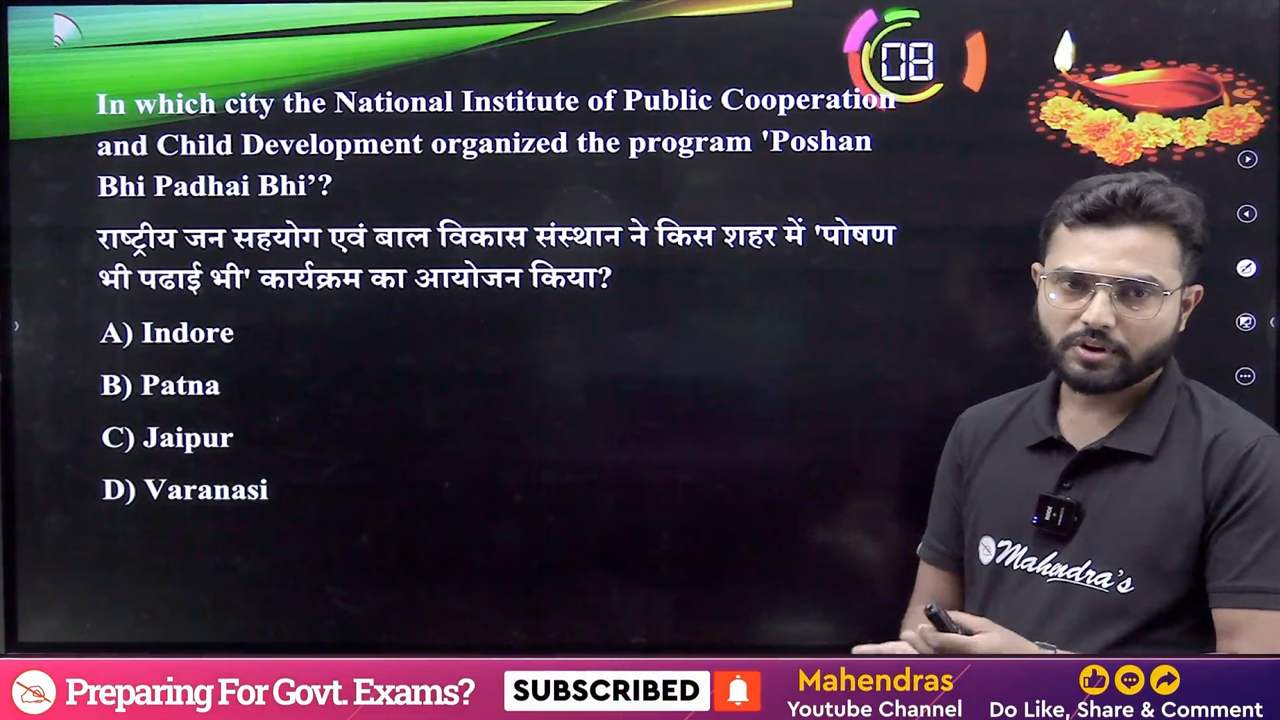 08
In which city the National Institute of Public Cooperation
and Child Development organized the program 'Poshan
Bhi Padhai Bhi’?
राष्ट्रीय जन सहयोग एवं बाल विकास संस्थान ने किस शहर में 'पोषण
भी पढाई भी' कार्यक्रम का आयोजन किया?
A) Indore
B) Patna
C) Jaipur
D) Varanasi
Mahendra's
Preparing For Govt. Exams?
SUBSCRIBED
Mahendras
Youtube Channel
Do Like, Share & Comment